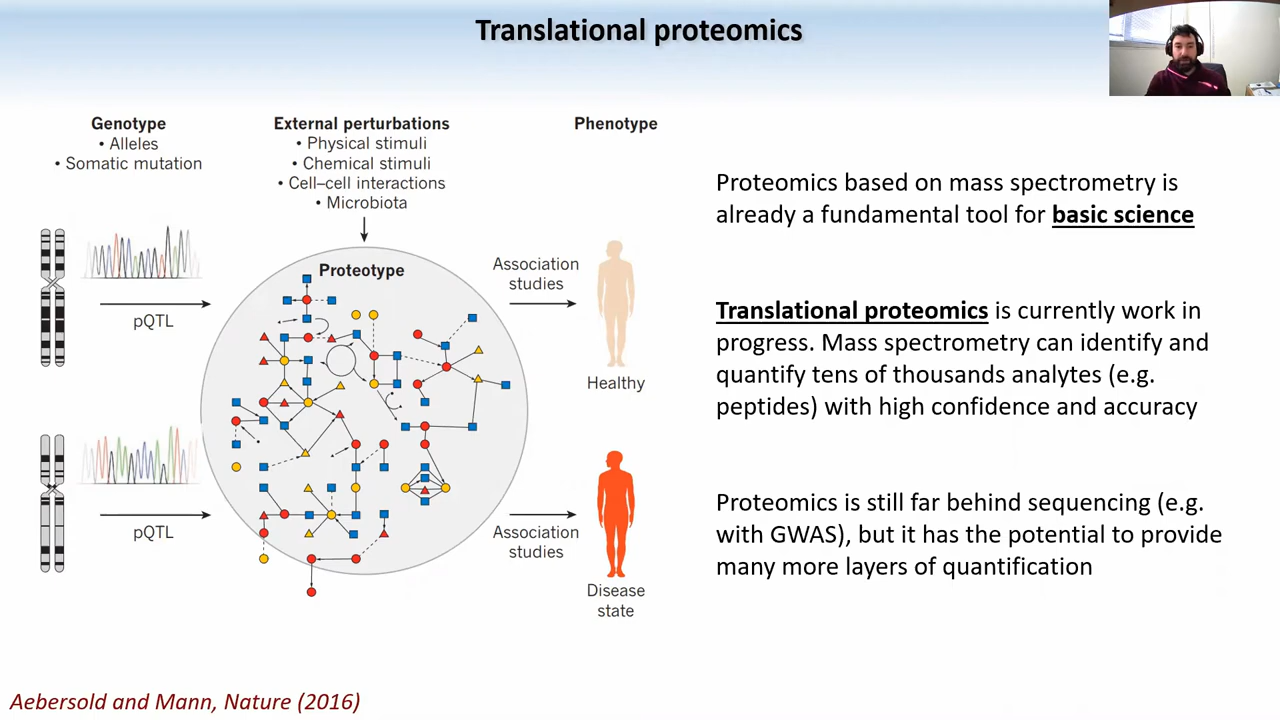 Translational proteomics
Genotype
• Alleles
• Somatic mutation
External perturbations
• Physical stimuli
• Chemical stimuli
• Cell–cell interactions
• Microbiota
Phenotype
Proteotype
pQTL
Association
studies
Healthy
pQTL
Association
studies
Disease
state
Proteomics based on mass spectrometry is
already a fundamental tool for basic science
Translational proteomics is currently work in
progress. Mass spectrometry can identify and
quantify tens of thousands analytes (e.g.
peptides) with high confidence and accuracy
Proteomics is still far behind sequencing (e.g.
with GWAS), but it has the potential to provide
many more layers of quantification
Aebersold and Mann, Nature (2016)